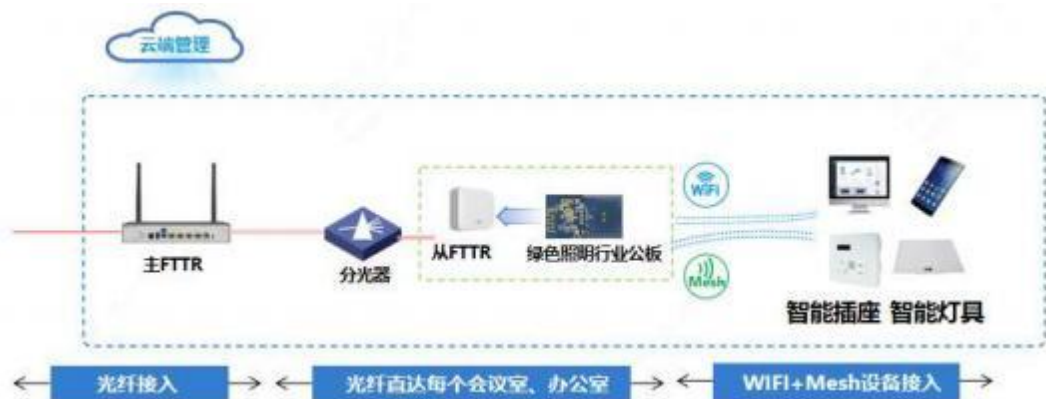 云端管理
主FTTR
分光器
从FTTR
绿色照明行业公板
WiFi
Mesh
智能插座 智能灯具
光纤接入
光纤直达每个会议室、办公室
WIFI+Mesh设备接入